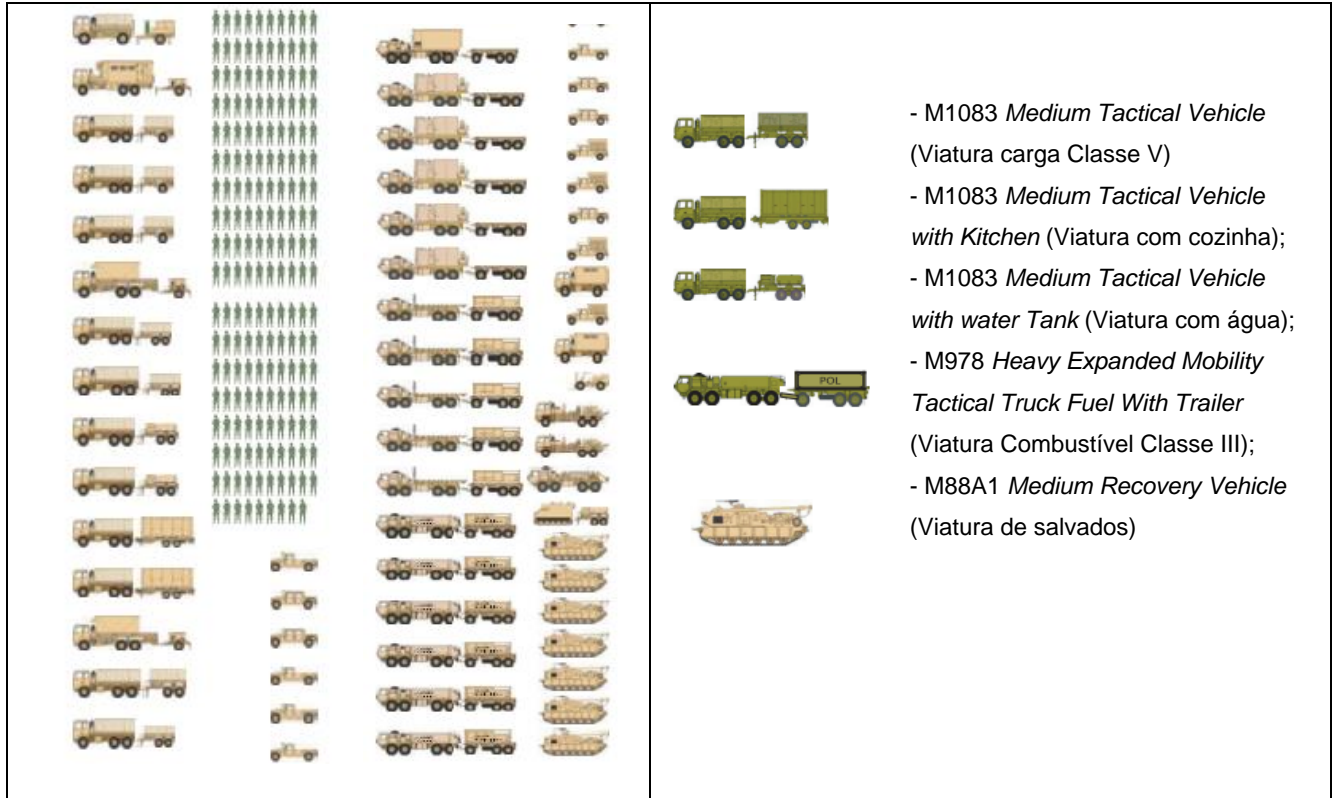 - M1083 Medium Tactical Vehicle
(Viatura carga Classe V)
- M1083 Medium Tactical Vehicle
with Kitchen (Viatura com cozinha);
- M1083 Medium Tactical Vehicle
with water Tank (Viatura com água);
- M978 Heavy Expanded Mobility
POL
Tactical Truck Fuel With Trailer
(Viatura Combustível Classe III);
- M88A1 Medium Recovery Vehicle
(Viatura de salvados)